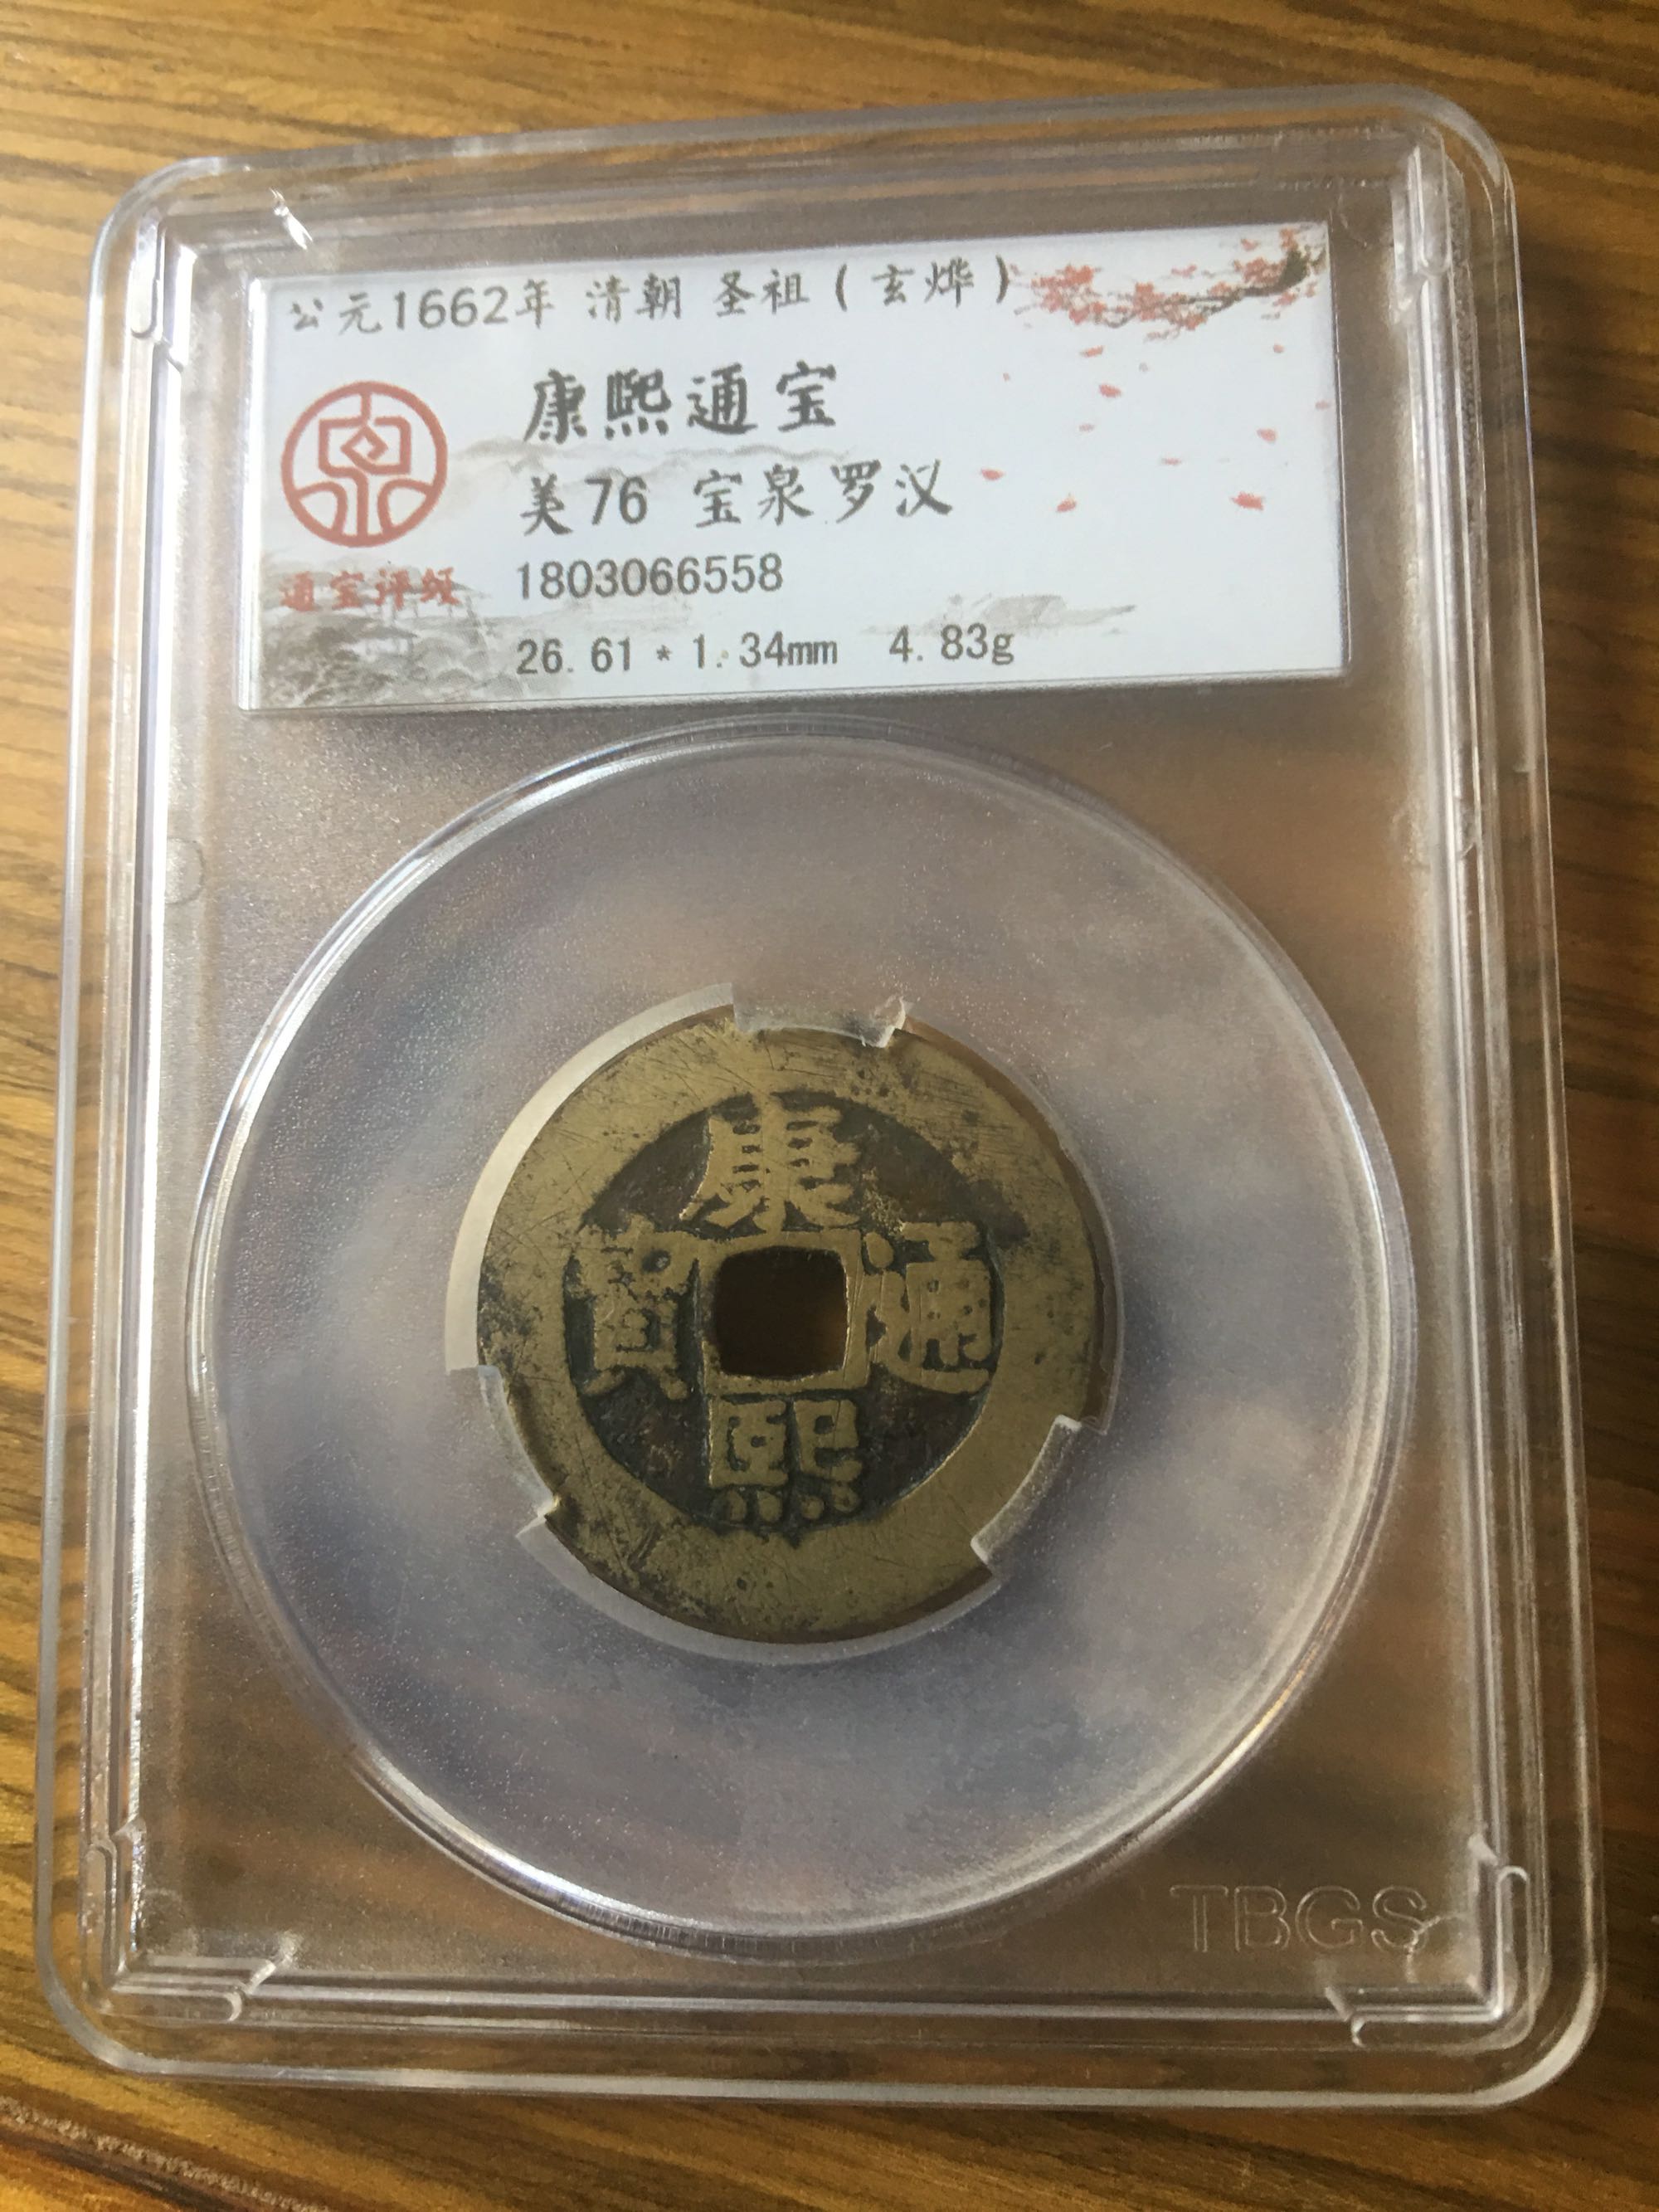 公元1662年 清朝 圣祖(玄烨)
康熙通宝
美76 宝泉罗汉
通宝评级
1803066558
26.61*1.34mm 4.83g
康熙通寳
TBGS